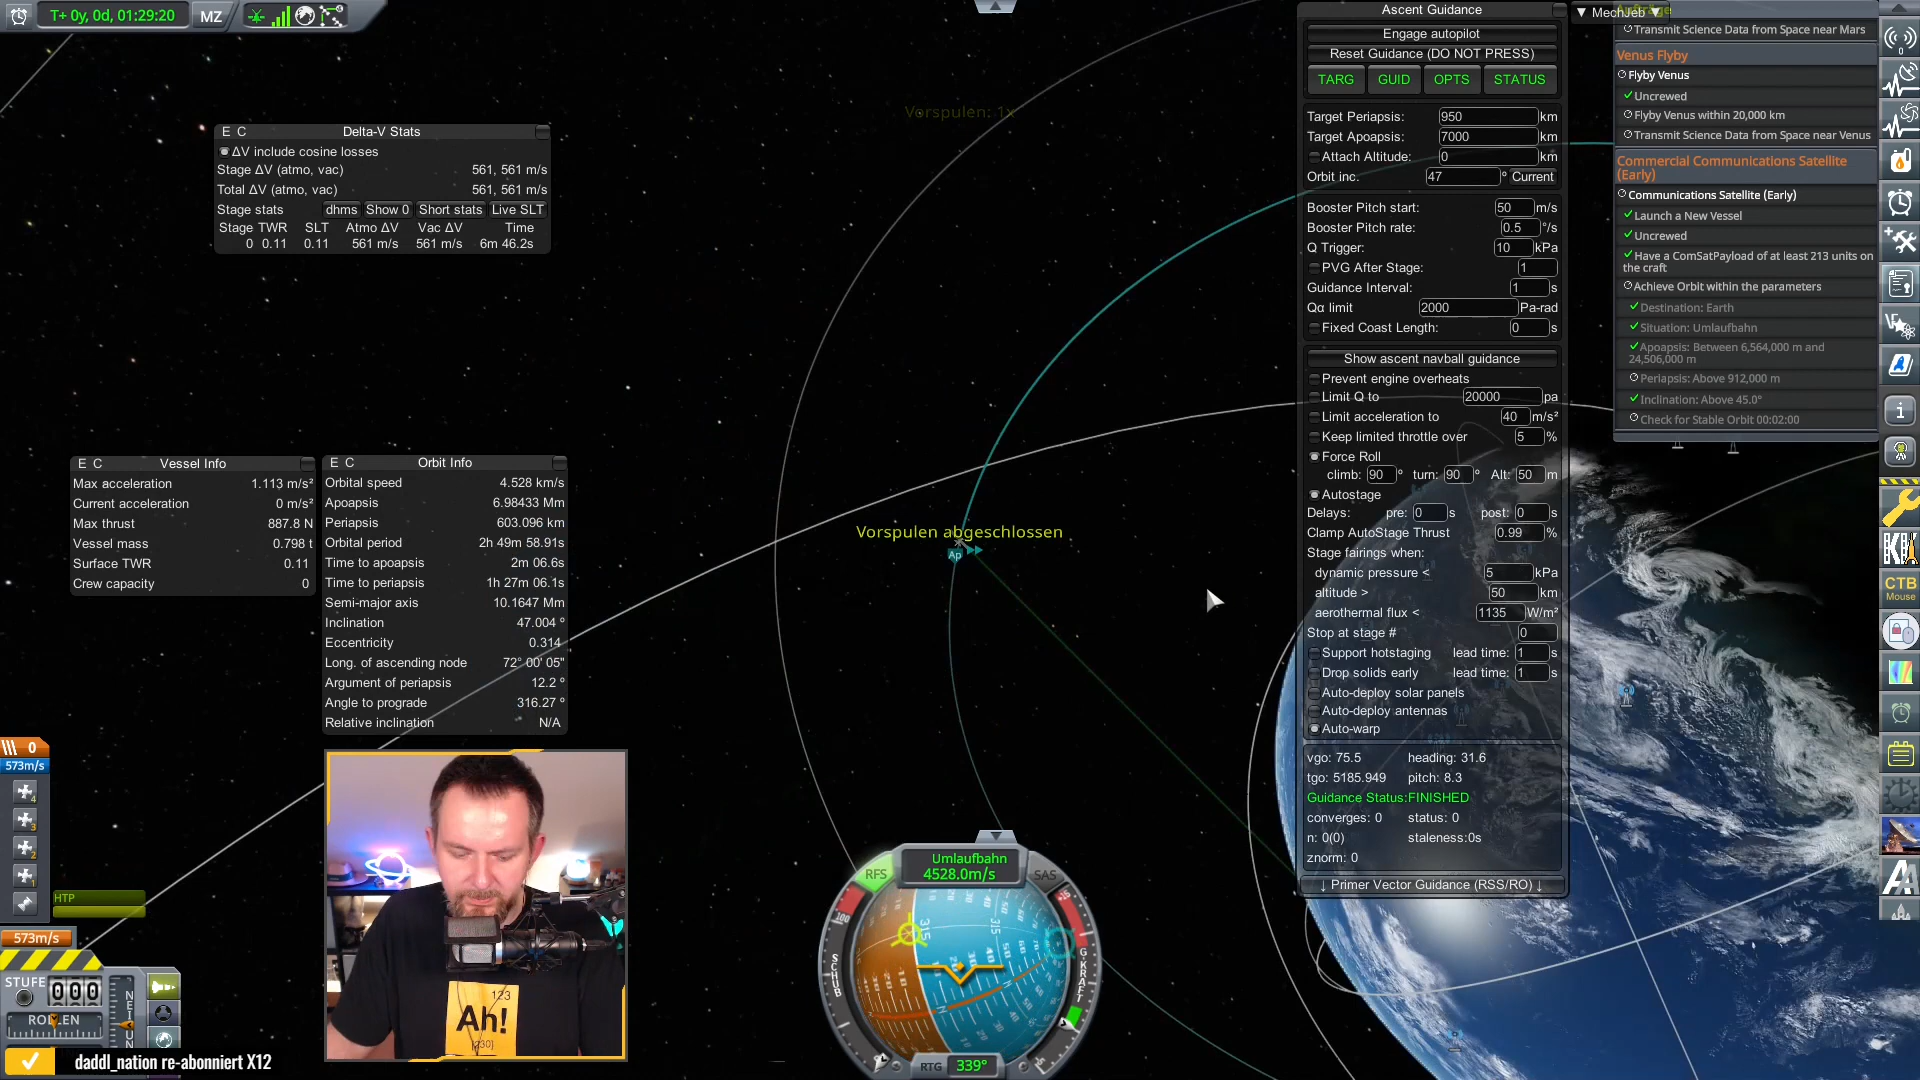 T+ 0y, 0d, 01:29:20
MZ
Vorspulen: 1x
E C Delta-V Stats
ΔV include cosine losses
Stage ΔV (atmo, vac) 561, 561 m/s
Total ΔV (atmo, vac) 561, 561 m/s
Stage stats dhms Show 0 Short stats Live SLT
Stage TWR SLT Atmo ΔV Vac ΔV Time
0 0.11 0.11 561 m/s 561 m/s 6m 46.2s
E C Vessel Info
Max acceleration 1.113 m/s²
Current acceleration 0 m/s²
Max thrust 887.8 N
Vessel mass 0.798 t
Surface TWR 0.11
Crew capacity 0
E C Orbit Info
Orbital speed 4.528 km/s
Apoapsis 6.98433 Mm
Periapsis 603.096 km
Orbital period 2h 49m 58.91s
Time to apoapsis 2m 06.6s
Time to periapsis 1h 27m 06.1s
Semi-major axis 10.1647 Mm
Inclination 47.004 º
Eccentricity 0.314
Long. of ascending node 72° 00' 05"
Argument of periapsis 12.2 º
Angle to prograde 316.27 º
Relative inclination N/A
Vorspulen abgeschlossen
Ap
Ascent Guidance
Engage autopilot
Reset Guidance (DO NOT PRESS)
TARG GUID OPTS STATUS
Target Periapsis: 950 km
Target Apoapsis: 7000 km
Attach Altitude: 0 km
Orbit inc. 47 º Current
Booster Pitch start: 50 m/s
Booster Pitch rate: 0.5 °/s
Q Trigger: 10 kPa
PVG After Stage: 1
Guidance Interval: 1 s
Qα limit 2000 Pa-rad
Fixed Coast Length: 0 s
Show ascent navball guidance
Prevent engine overheats
Limit Q to 20000 pa
Limit acceleration to 40 m/s²
Keep limited throttle over 5 %
Force Roll
climb: 90 º turn: 90 º Alt: 50 m
Autostage
Delays: pre: 0 s post: 0 s
Clamp AutoStage Thrust 0.99 %
Stage fairings when:
dynamic pressure < 5 kPa
altitude > 50 km
aerothermal flux < 1135 W/m²
Stop at stage # 0
Support hotstaging lead time: 1 s
Drop solids early lead time: 1 s
Auto-deploy solar panels
Auto-deploy antennas
Auto-warp
vgo: 75.5 heading: 31.6
tgo: 5185.949 pitch: 8.3
Guidance Status:FINISHED
converges: 0 status: 0
n: 0(0) staleness:0s
znorm: 0
↓ Primer Vector Guidance (RSS/RO) ↓
▼ MechJeb ▼
Aufträge
Transmit Science Data from Space near Mars
Venus Flyby
Flyby Venus
Uncrewed
Flyby within 20,000 km
Transmit Science Data from Space near Venus
Commercial Communications Satellite
(Early)
Communications Satellite (Early)
Launch a New Vessel
Uncrewed
Have a ComSatPayload of at least 213 units on
the craft
Achieve Orbit within the parameters
Destination: Earth
Situation: Umlaufbahn
Apoapsis: Between 6,564,000 m and
24,506,000 m
Periapsis: Above 912,000 m
Inclination: Above 45.0°
Check for Stable Orbit 00:02:00
CTB
Mouse
0
573m/s
4
3
2
1
HTP
573m/s
STUFE
000
ROLLEN
123
Ah!
daddl_nation re-abonniert X12
Umlaufbahn
4528.0m/s
RFS SAS
SCHUB
G-KRAFT
100
315
315
RTG 339°